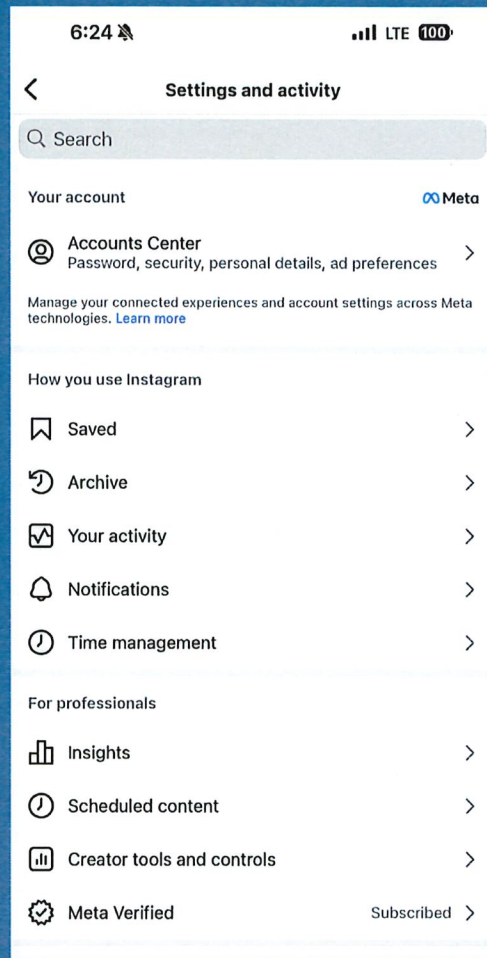 6:24
LTE 100
Settings and activity
Search
Your account
Meta
Accounts Center
Password, security, personal details, ad preferences
Manage your connected experiences and account settings across Meta
technologies. Learn more
How you use Instagram
Saved
Archive
Your activity
Notifications
Time management
For professionals
Insights
Scheduled content
Creator tools and controls
Meta Verified
Subscribed